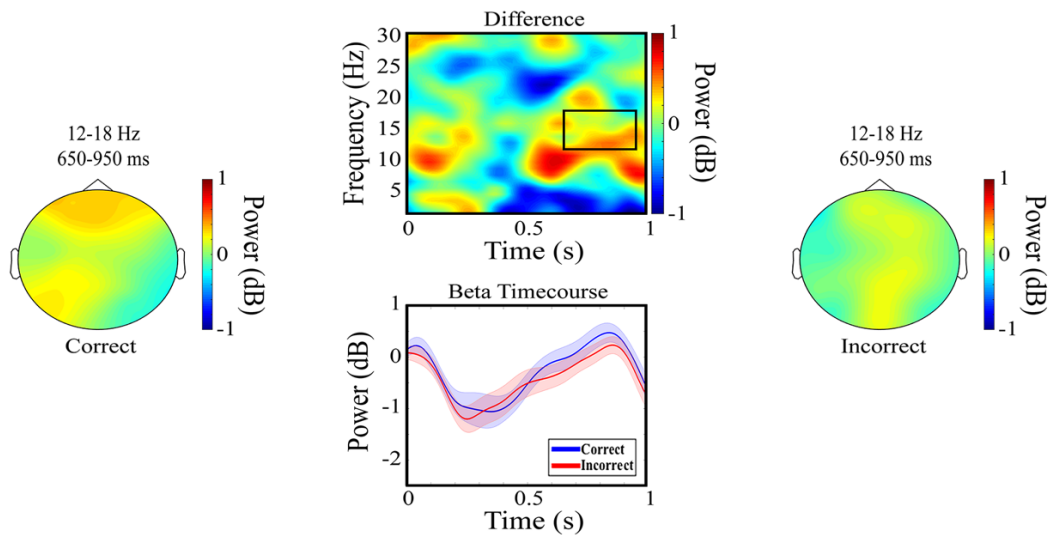 12-18 Hz
650-950 ms
1
0
-1
Power (dB)
Correct
Difference
Frequency (Hz)
30
25
20
15
10
5
0
0.5
1
Time (s)
1
0
-1
Power (dB)
Beta Timecourse
Power (dB)
1
0
-1
-2
0
0.5
1
Time (s)
Correct
Incorrect
12-18 Hz
650-950 ms
1
0
-1
Power (dB)
Incorrect